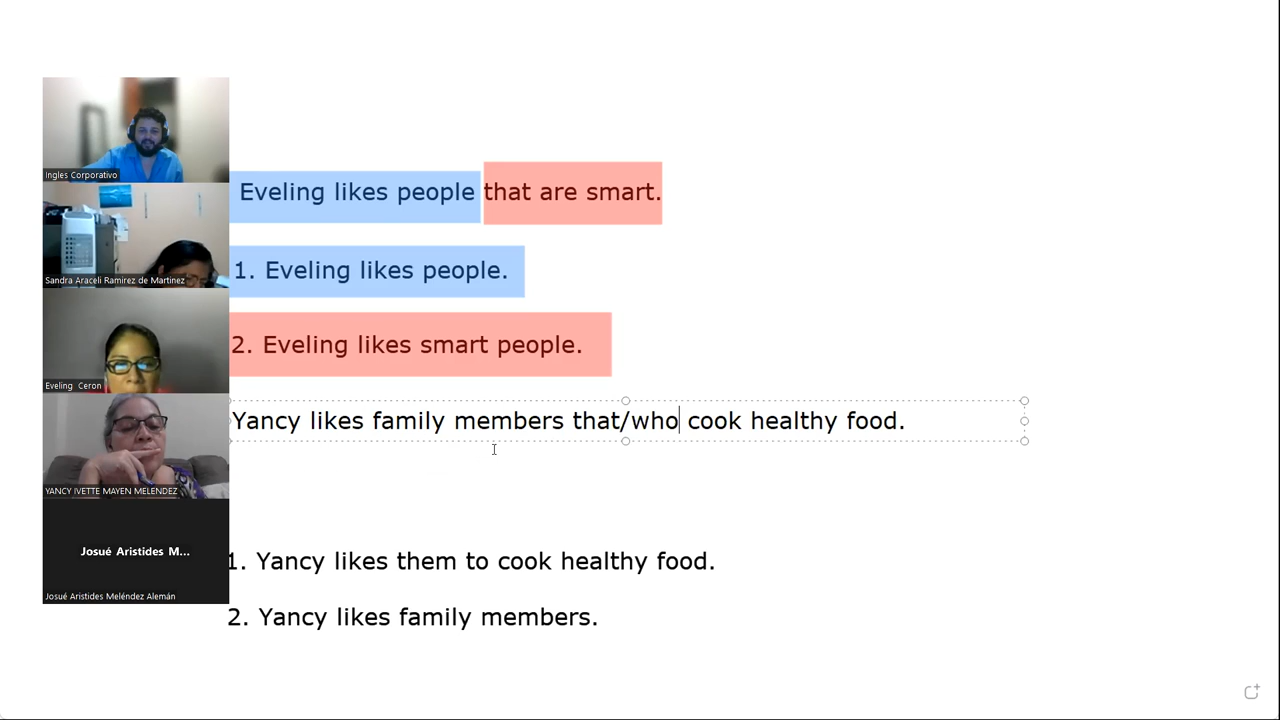 Ingles Corporativo
Eveling likes people that are smart.
Sandra Araceli Ramirez de Martinez
1. Eveling likes people.
2. Eveling likes smart people.
Eveling Ceron
Yancy likes family members that/who cook healthy food.
YANCY IVETTE MAYEN MELENDEZ
Josué Aristides M...
1. Yancy likes them to cook healthy food.
Josué Aristides Meléndez Alemán
2. Yancy likes family members.